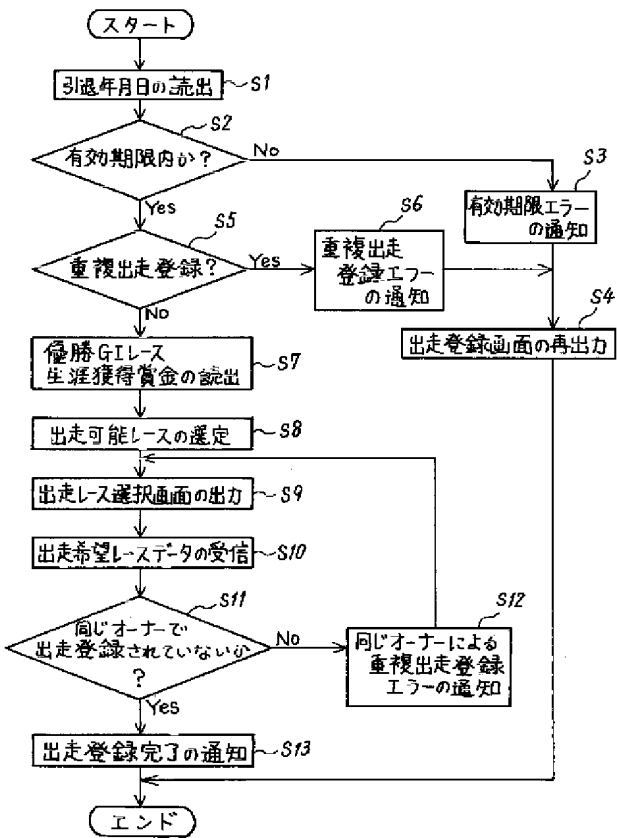 スタート
引退年月日の読出
S1
S2
有効期限内か?
No
Yes
S3
有効期限エラー
の通知
S5
重複出走登録?
Yes
No
S6
重複出走
登録エラー
の通知
S4
出走登録画面の再出力
優勝GIレース
生涯獲得賞金の読出
S7
出走可能レースの選定
S8
出走レース選択画面の出力
S9
出走希望レースデータの受信
S10
S11
同じオーナーで
出走登録されていないか
?
No
Yes
S12
同じオーナーによる
重複出走登録
エラーの通知
出走登録完了の通知
S13
エンド